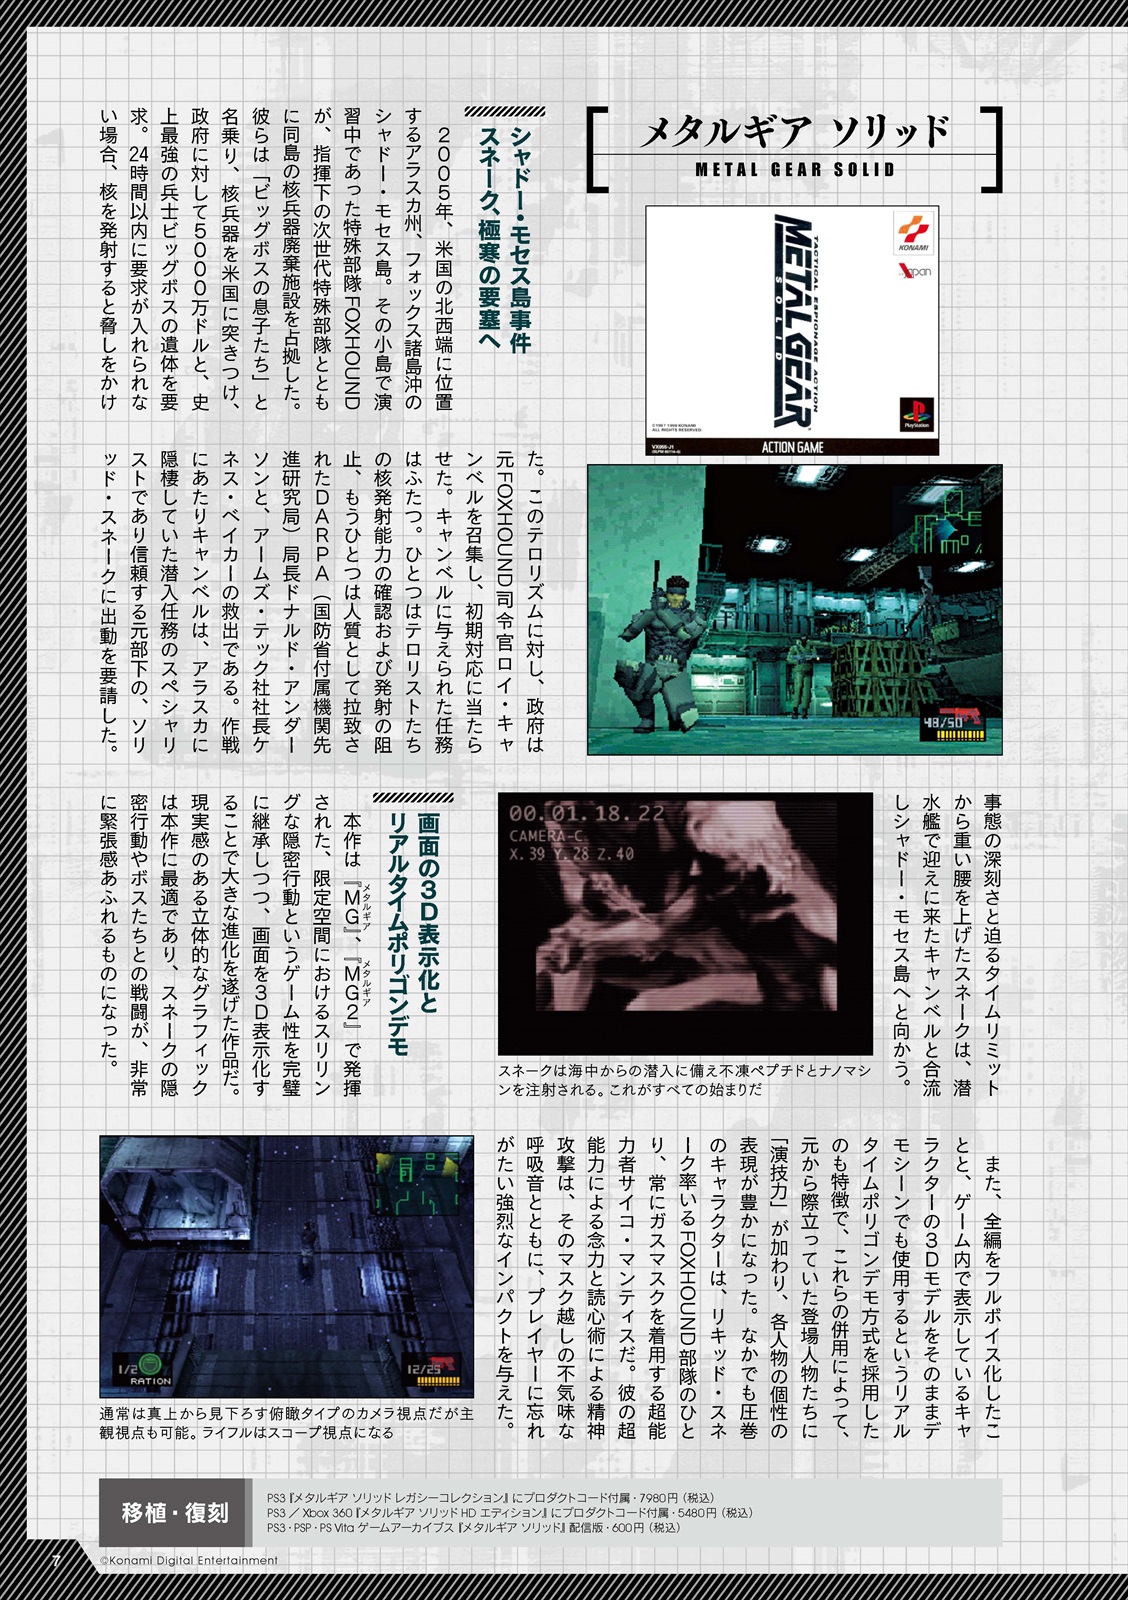 メタルギア ソリッド
METAL GEAR SOLID
KONAMI
Japan
TACTICAL ESPIONAGE ACTION
METAL GEAR
SOLID
©1987 1998 KONAMI
ALL RIGHTS RESERVED.
PlayStation
VX056-J1
ACTION GAME
シャドー・モセス島事件
スネーク、極寒の要塞へ
2005年、米国の北西端に位置
するアラスカ州、フォックス諸島沖の
シャドー・モセス島。その小島で演
習中であった特殊部隊FOXHOUND
が、指揮下の次世代特殊部隊ととも
に同島の核兵器廃棄施設を占拠した。
彼らは「ビッグボスの息子たち」と
名乗り、核兵器を米国に突きつけ、
政府に対して5000万ドルと、史
上最強の兵士ビッグボスの遺体を要
求。24時間以内に要求が入れられな
い場合、核を発射すると脅しをかけ
た。このテロリズムに対し、政府は
元FOXHOUND司令官ロイ・キャ
ンベルを召集し、初期対応に当たら
せた。キャンベルに与えられた任務
はふたつ。ひとつはテロリストたち
の核発射能力の確認および発射の阻
止、もうひとつは人質として拉致さ
れたDARPA（国防省付属機関先
進研究局）局長ドナルド・アンダー
ソンと、アームズ・テック社社長ケ
ネス・ベイカーの救出である。作戦
にあたりキャンベルは、アラスカに
隠棲していた潜入任務のスペシャリ
ストであり信頼する元部下の、ソリ
ッド・スネークに出動を要請した。
48/50
事態の深刻さと迫るタイムリミット
から重い腰を上げたスネークは、潜
水艦で迎えに来たキャンベルと合流
しシャドー・モセス島へと向かう。
00.01.18.22
CAMERA-C
X.39 Y.28 Z.40
スネークは海中からの潜入に備え不凍ペプチドとナノマシ
ンを注射される。これがすべての始まりだ
画面の3D表示化と
リアルタイムポリゴンデモ
本作は『MG』、『MG2』で発揮
メタルギア
メタルギア
された、限定空間におけるスリリン
グな隠密行動というゲーム性を完璧
に継承しつつ、画面を3D表示化す
ることで大きな進化を遂げた作品だ。
現実感のある立体的なグラフィック
は本作に最適であり、スネークの隠
密行動やボスたちとの戦闘が、非常
に緊張感あふれるものになった。
また、全編をフルボイス化したこ
とと、ゲーム内で表示しているキャ
ラクターの3Dモデルをそのままデ
モシーンでも使用するというリアル
タイムポリゴンデモ方式を採用した
のも特徴で、これらの併用によって、
元から際立っていた登場人物たちに
「演技力」が加わり、各人物の個性の
表現が豊かになった。なかでも圧巻
のキャラクターは、リキッド・スネ
ーク率いるFOXHOUND部隊のひと
り、常にガスマスクを着用する超能
力者サイコ・マンティスだ。彼の超
能力による念力と読心術による精神
攻撃は、そのマスク越しの不気味な
呼吸音とともに、プレイヤーに忘れ
がたい強烈なインパクトを与えた。
1/2
RATION
12/25
通常は真上から見下ろす俯瞰タイプのカメラ視点だが主
観視点も可能。ライフルはスコープ視点になる
移植・復刻
PS3『メタルギア ソリッド レガシーコレクション』にプロダクトコード付属・7980円（税込）
PS3／Xbox 360『メタルギア ソリッド HD エディション』にプロダクトコード付属・5480円（税込）
PS3・PSP・PS Vita ゲームアーカイブス『メタルギア ソリッド』配信版・600円（税込）
7
©Konami Digital Entertainment